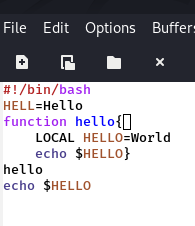 File Edit Options Buffers
#!/bin/bash
HELL=Hello
function hello{
    LOCAL HELLO=World
    echo $HELLO}
hello
echo $HELLO